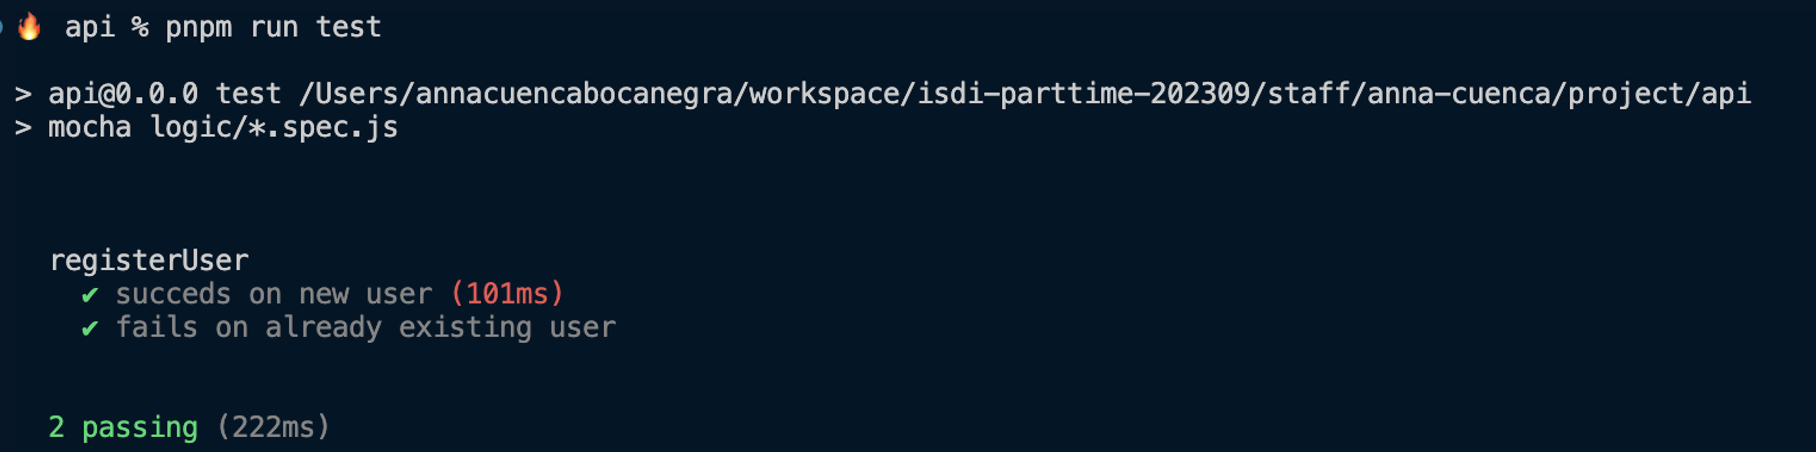 🔥 api % pnpm run test
> api@0.0.0 test /Users/annacuencabocanegra/workspace/isdi-parttime-202309/staff/anna-cuenca/project/api
> mocha logic/*.spec.js
registerUser
✔ succeds on new user (101ms)
✔ fails on already existing user
2 passing (222ms)